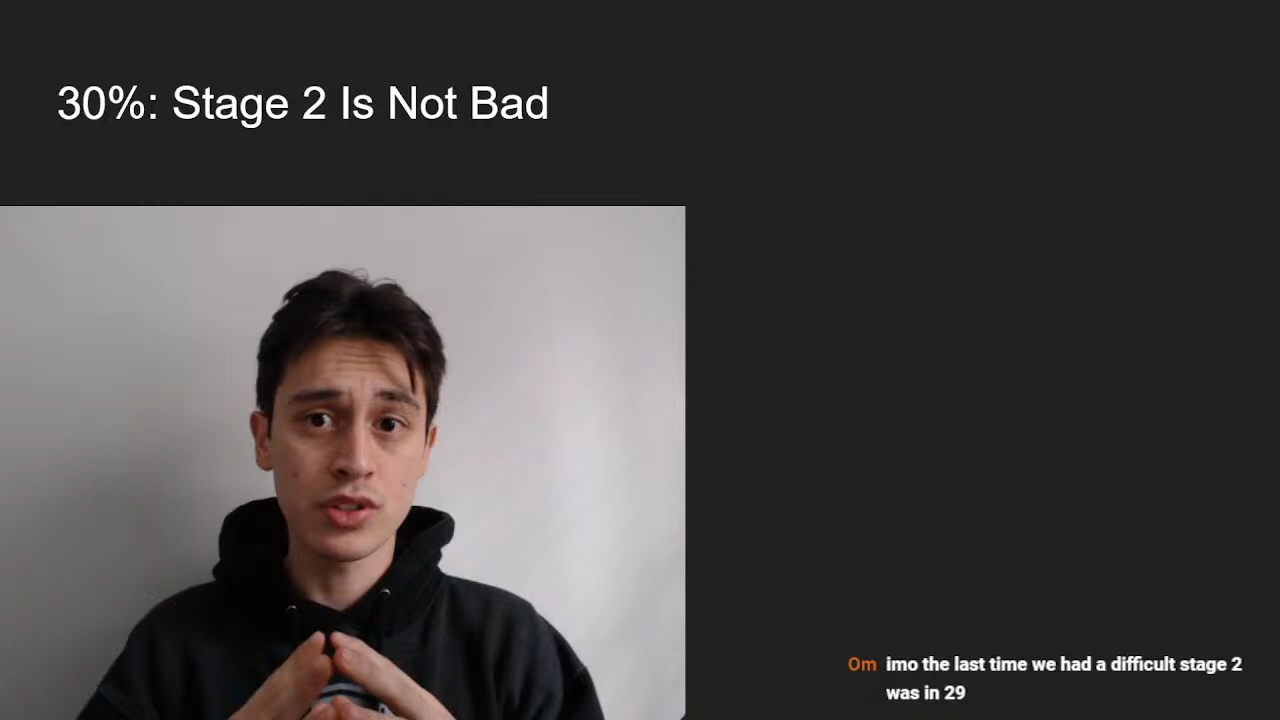 30%: Stage 2 Is Not Bad
Om imo the last time we had a difficult stage 2
was in 29